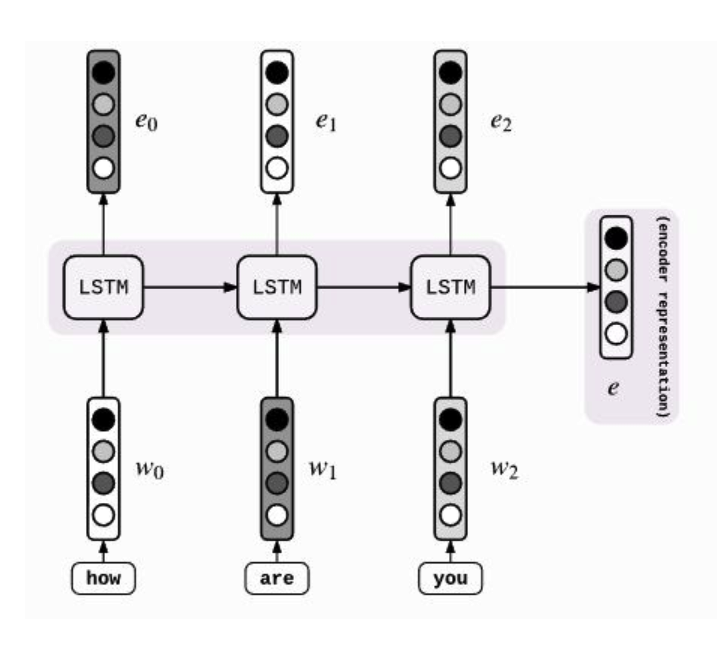 e₀ e₁ e₂
LSTM LSTM LSTM
(encoder representation)
e
w₀ w₁ w₂
how are you